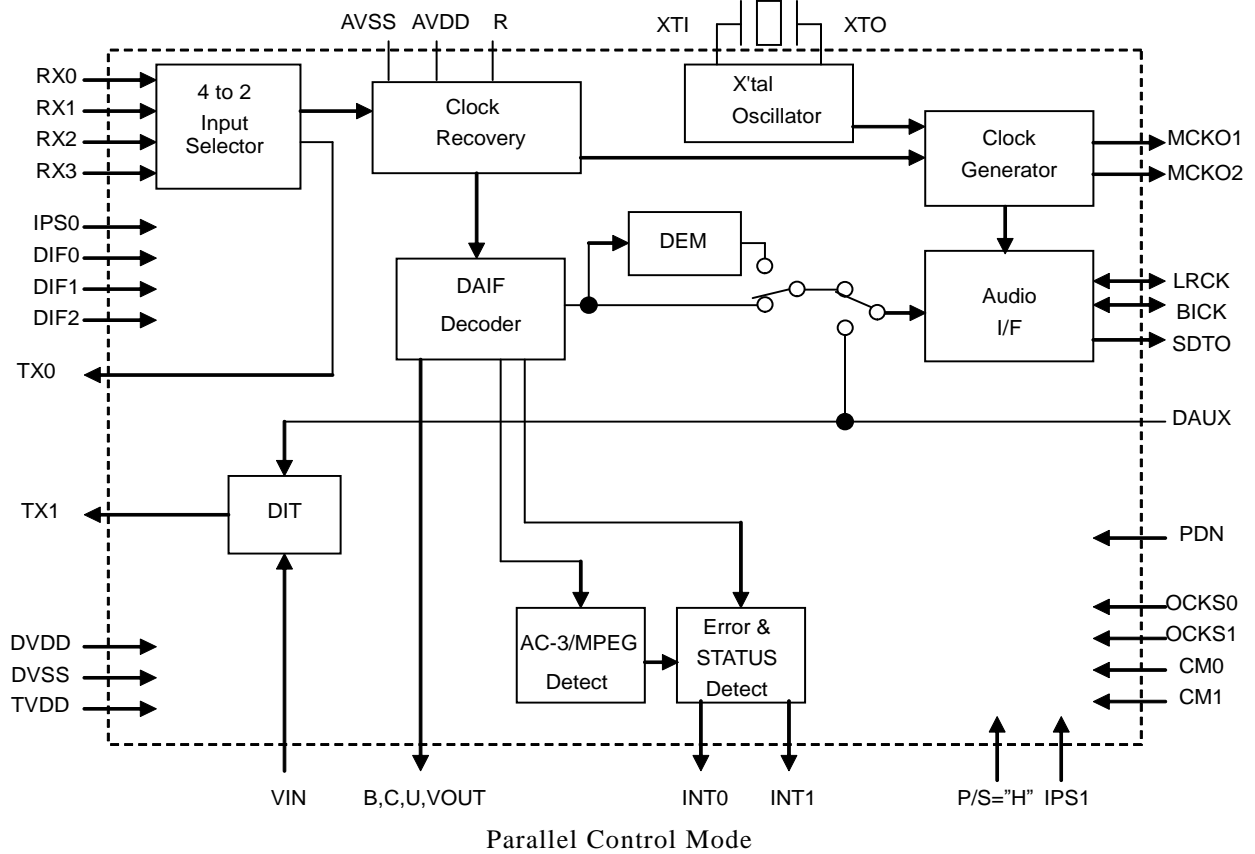 AVSS AVDD R
XTI XTO
RX0
RX1
RX2
RX3
4 to 2
Input
Selector
Clock
Recovery
X'tal
Oscillator
Clock
Generator
MCKO1
MCKO2
IPS0
DIF0
DIF1
DIF2
DEM
DAIF
Decoder
Audio
I/F
LRCK
BICK
SDTO
TX0
DAUX
TX1
DIT
PDN
OCKS0
OCKS1
CM0
CM1
DVDD
DVSS
TVDD
AC-3/MPEG
Detect
Error &
STATUS
Detect
VIN
B,C,U,VOUT
INT0
INT1
P/S=”H”
IPS1
Parallel Control Mode